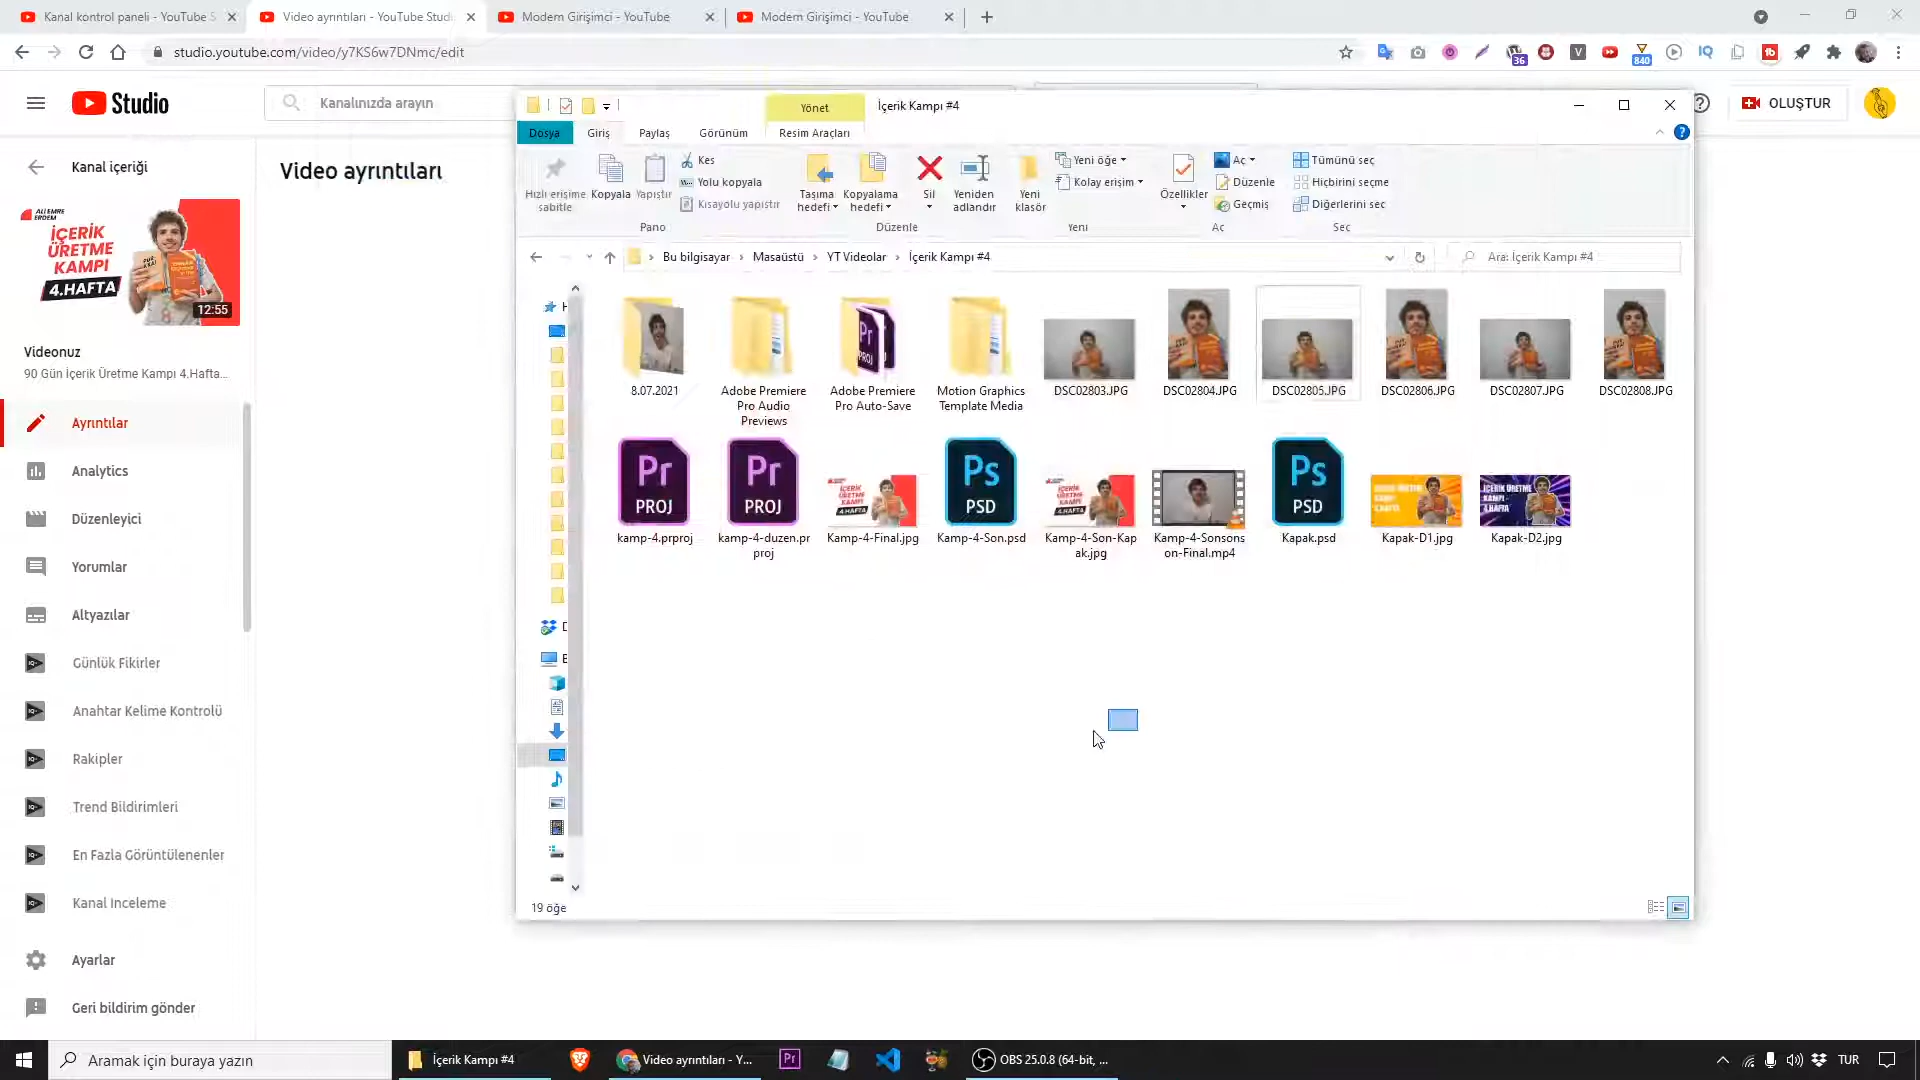 Kanal kontrol paneli - YouTube S
Video ayrıntıları - YouTube Studi
Modern Girişimci - YouTube
Modern Girişimci - YouTube
studio.youtube.com/video/y7KS6w7DNmc/edit
36
840
Studio
Kanalınızda arayın
OLUŞTUR
Kanal içeriği
Video ayrıntıları
ALİ EMRE
ERDEM
İÇERİK
ÜRETME
KAMPI
4.HAFTA
12:55
Videonuz
90 Gün İçerik Üretme Kampı 4.Hafta...
Ayrıntılar
Analytics
Düzenleyici
Yorumlar
Altyazılar
Günlük Fikirler
Anahtar Kelime Kontrolü
Rakipler
Trend Bildirimleri
En Fazla Görüntülenenler
Kanal İnceleme
Ayarlar
Geri bildirim gönder
Yönet
İçerik Kampı #4
Dosya
Giriş
Paylaş
Görünüm
Resim Araçları
Hızlı erişime
sabitle
Kopyala
Yapıştır
Kes
Yolu kopyala
Kısayolu yapıştır
Pano
Taşıma
hedefi
Kopyalama
hedefi
Sil
Yeniden
adlandır
Düzenle
Yeni
klasör
Yeni öğe
Kolay erişim
Yeni
Özellikler
Aç
Düzenle
Geçmiş
Aç
Tümünü seç
Hiçbirini seçme
Diğerlerini seç
Seç
Bu bilgisayar
Masaüstü
YT Videolar
İçerik Kampı #4
Ara: İçerik Kampı #4
8.07.2021
Adobe Premiere
Pro Audio
Previews
Adobe Premiere
Pro Auto-Save
Motion Graphics
Template Media
DSC02803.JPG
DSC02804.JPG
DSC02805.JPG
DSC02806.JPG
DSC02807.JPG
DSC02808.JPG
Pr
PROJ
kamp-4.prproj
Pr
PROJ
kamp-4-duzen.pr
proj
Kamp-4-Final.jpg
Ps
PSD
Kamp-4-Son.psd
Kamp-4-Son-Kap
ak.jpg
Kamp-4-Sonsons
on-Final.mp4
Ps
PSD
Kapak.psd
Kapak-D1.jpg
Kapak-D2.jpg
19 öğe
Aramak için buraya yazın
İçerik Kampı #4
Video ayrıntıları - Y...
OBS 25.0.8 (64-bit, ...
TUR